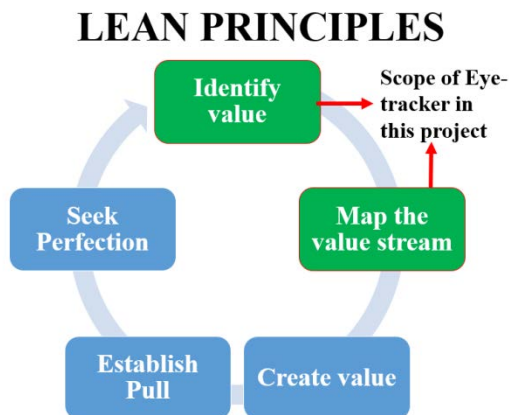 LEAN PRINCIPLES
Identify
value
Scope of Eye-
tracker in
this project
Map the
value stream
Create value
Establish
Pull
Seek
Perfection